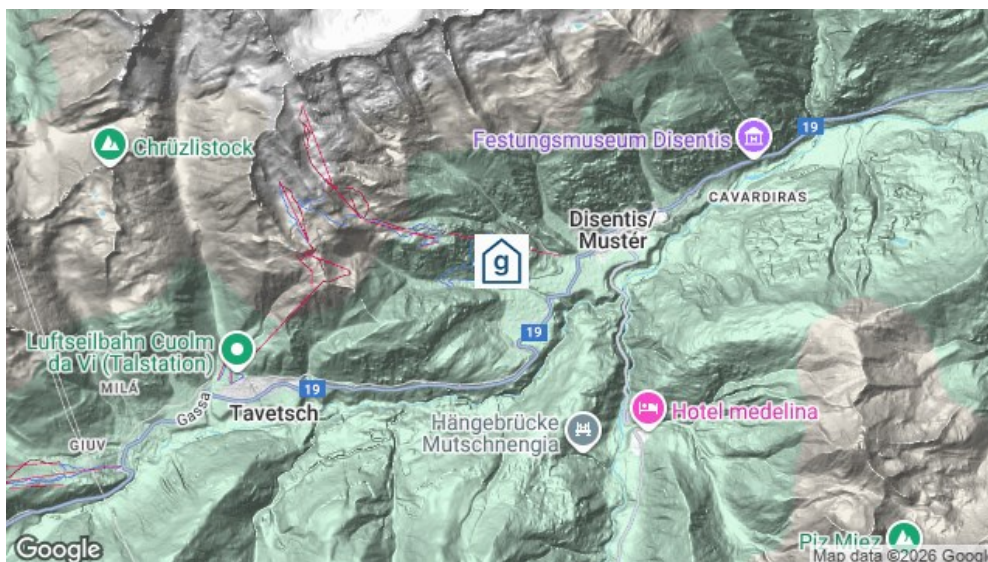 Chrüzlistock
Festungsmuseum Disentis
19
CAVARDIRAS
Disentis/
Mustér
g
19
Luftseilbahn Cuolm
da Vi (Talstation)
MILÁ
19
Gassa
Tavetsch
Hotel medelina
Hängebrücke
Mutschnengia
GIUV
Piz Miez
Google
Map data ©2026 Google